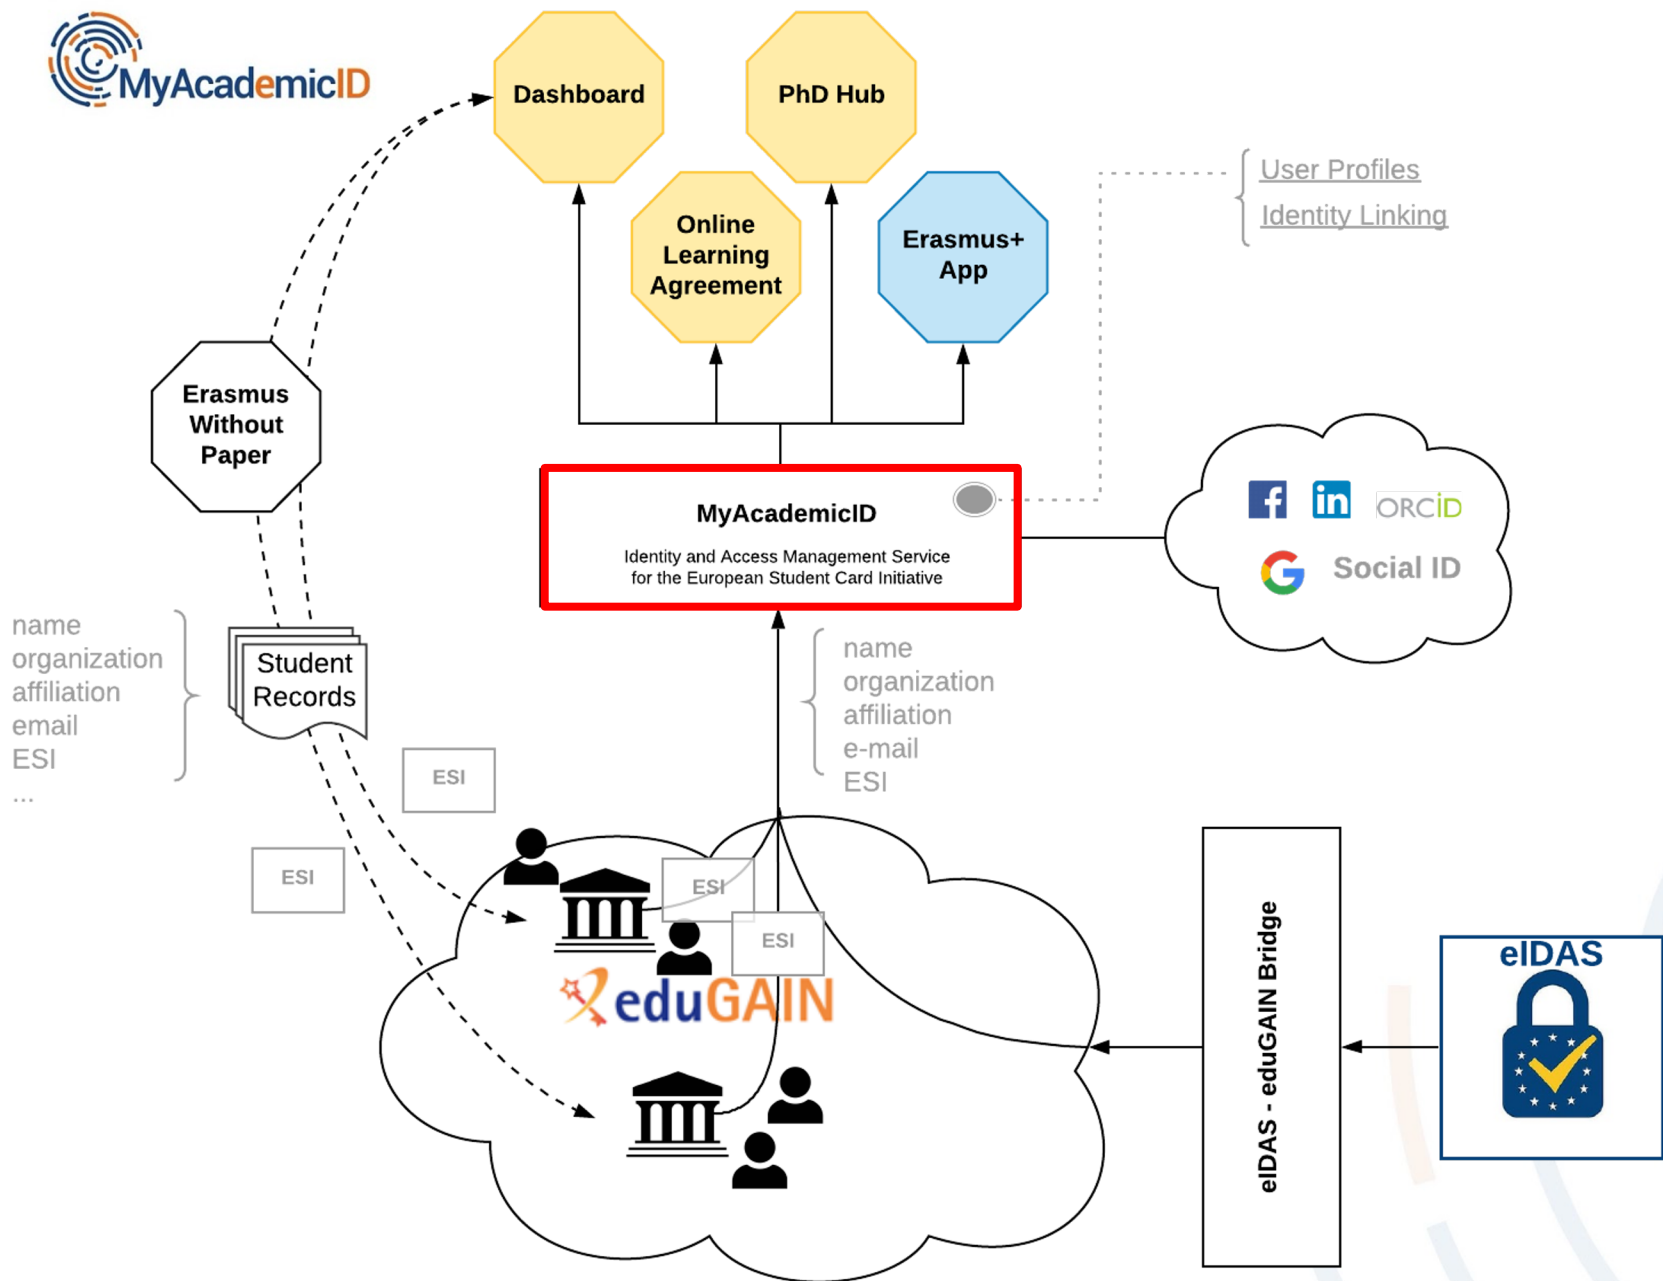 MyAcademicID
Dashboard
PhD Hub
Online
Learning
Agreement
Erasmus+
App
User Profiles
Identity Linking
Erasmus
Without
Paper
MyAcademicID
Identity and Access Management Service
for the European Student Card Initiative
f
in
ORCiD
G
Social ID
name
organization
affiliation
email
ESI
...
Student
Records
name
organization
affiliation
e-mail
ESI
ESI
ESI
ESI
ESI
eduGAIN
eIDAS - eduGAIN Bridge
eIDAS